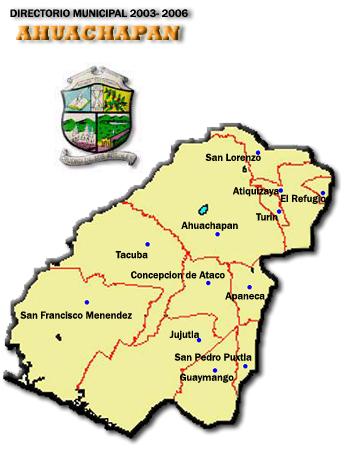 DIRECTORIO MUNICIPAL 2003- 2006
AHUACHAPAN
San Lorenzo
Atiquizaya
El Refugio
Turin
Ahuachapan
Tacuba
Concepcion de Ataco
Apaneca
San Francisco Menendez
Jujutla
San Pedro Puxtla
Guaymango